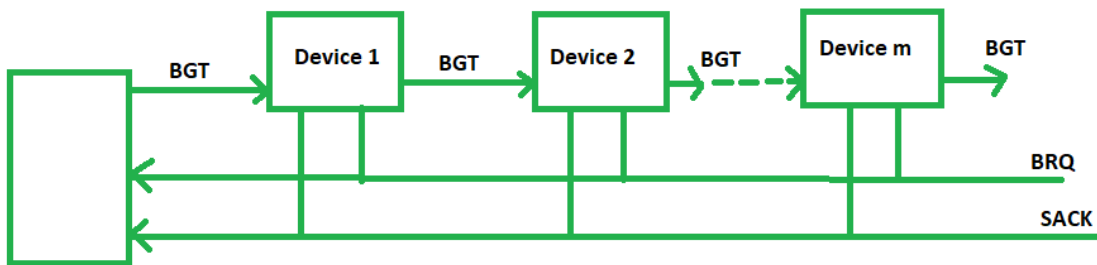 BGT
Device 1
BGT
Device 2
BGT
Device m
BGT
BRQ
SACK